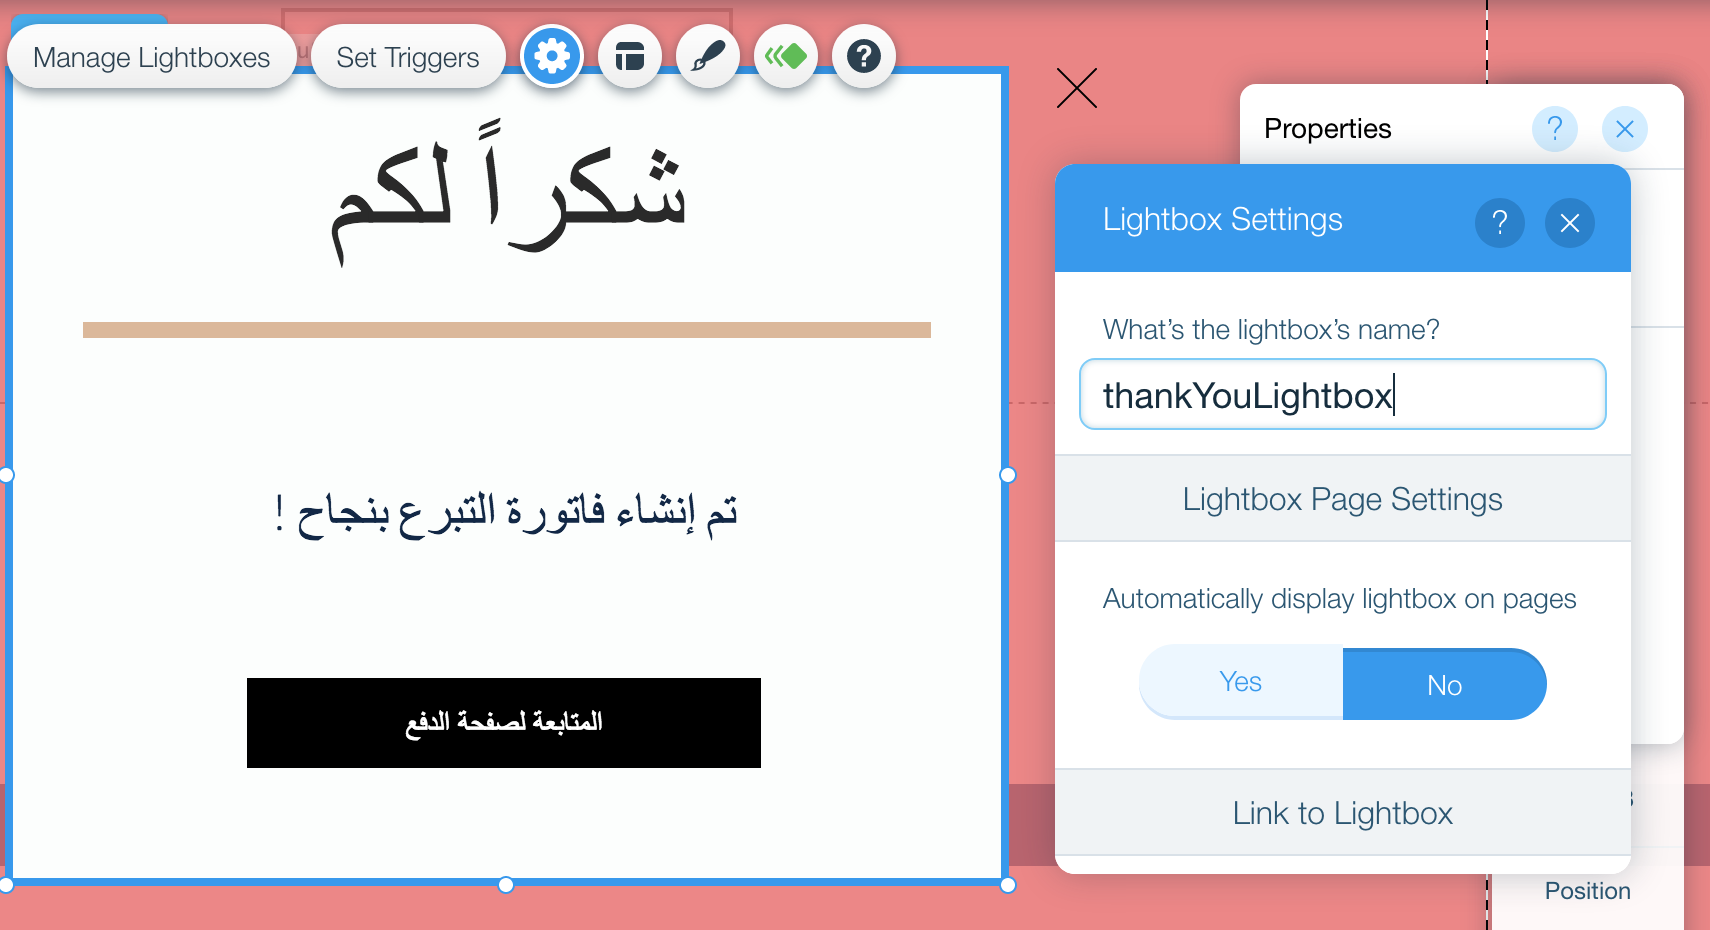 Manage Lightboxes
Set Triggers
?
شكراً لكم
تم إنشاء فاتورة التبرع بنجاح !
المتابعة لصفحة الدفع
Properties
?
Lightbox Settings
?
What's the lightbox's name?
thankYouLightbox
Lightbox Page Settings
Automatically display lightbox on pages
Yes
No
Link to Lightbox
Position